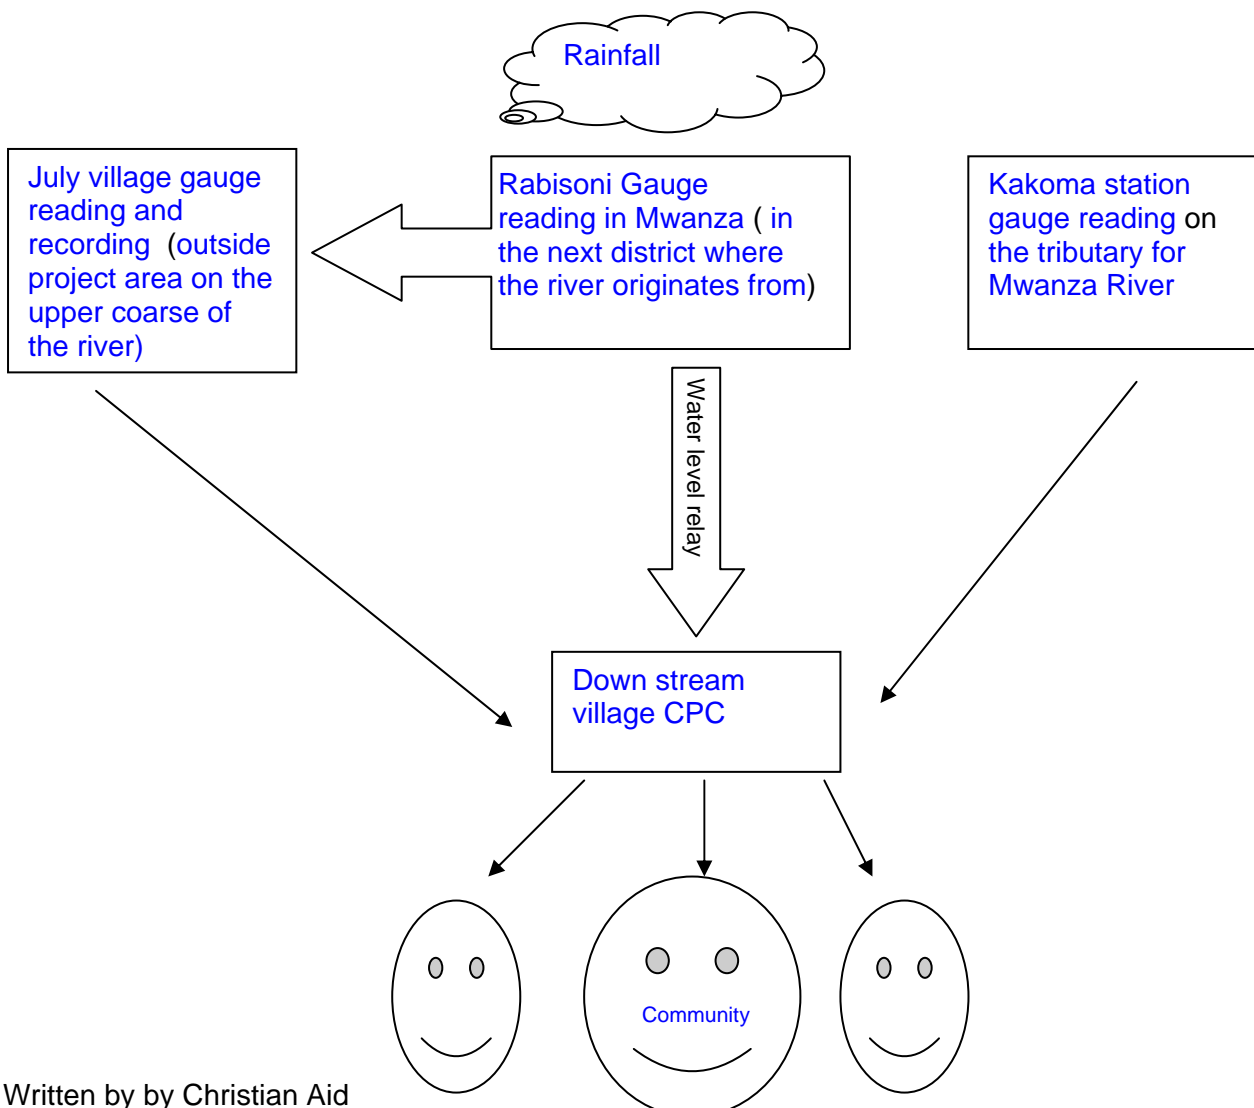 Rainfall
July village gauge
reading and
recording (outside
project area on the
upper coarse of
the river)
Rabisoni Gauge
reading in Mwanza ( in
the next district where
the river originates from)
Kakoma station
gauge reading on
the tributary for
Mwanza River
Water level relay
Down stream
village CPC
Community
Written by by Christian Aid